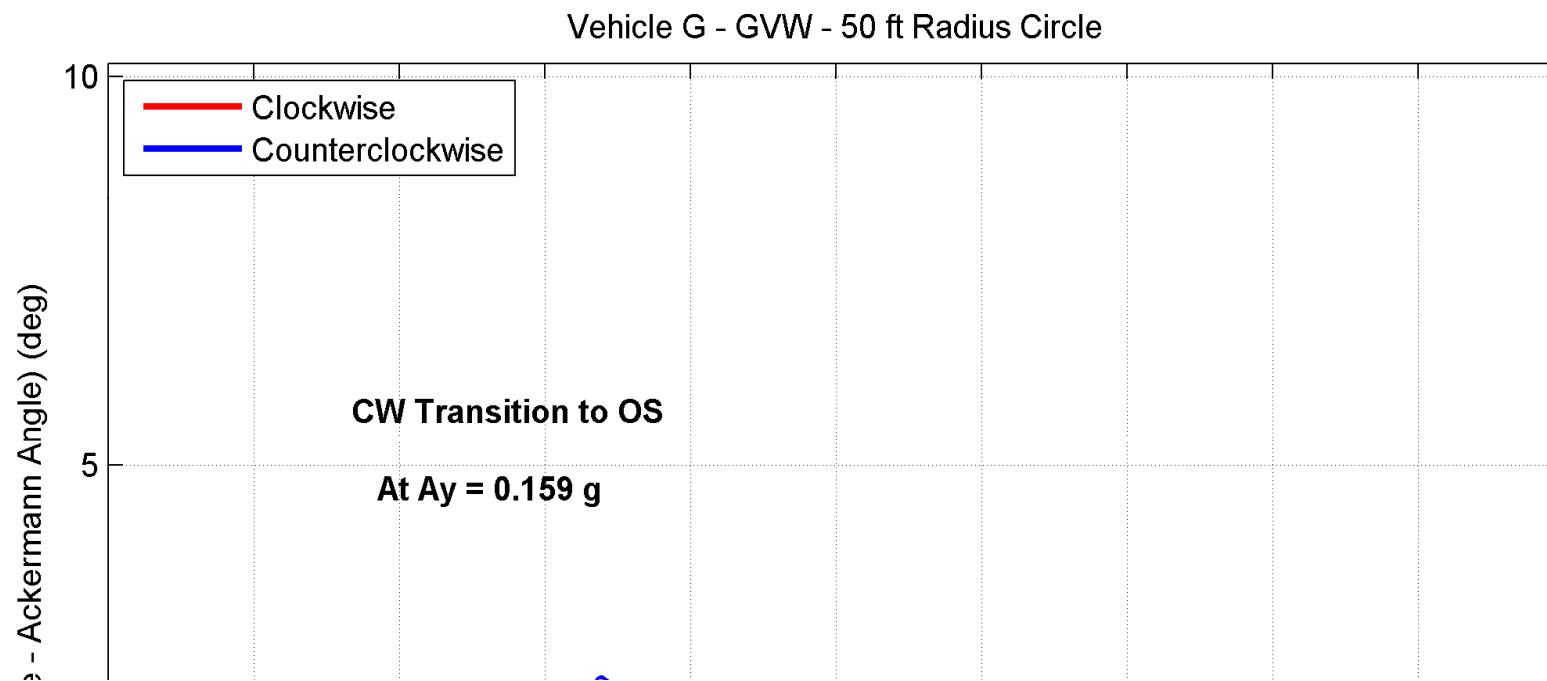 Vehicle G - GVW - 50 ft Radius Circle
10
Clockwise
Counterclockwise
CW Transition to OS
5
At Ay = 0.159 g
- Ackermann Angle) (deg)